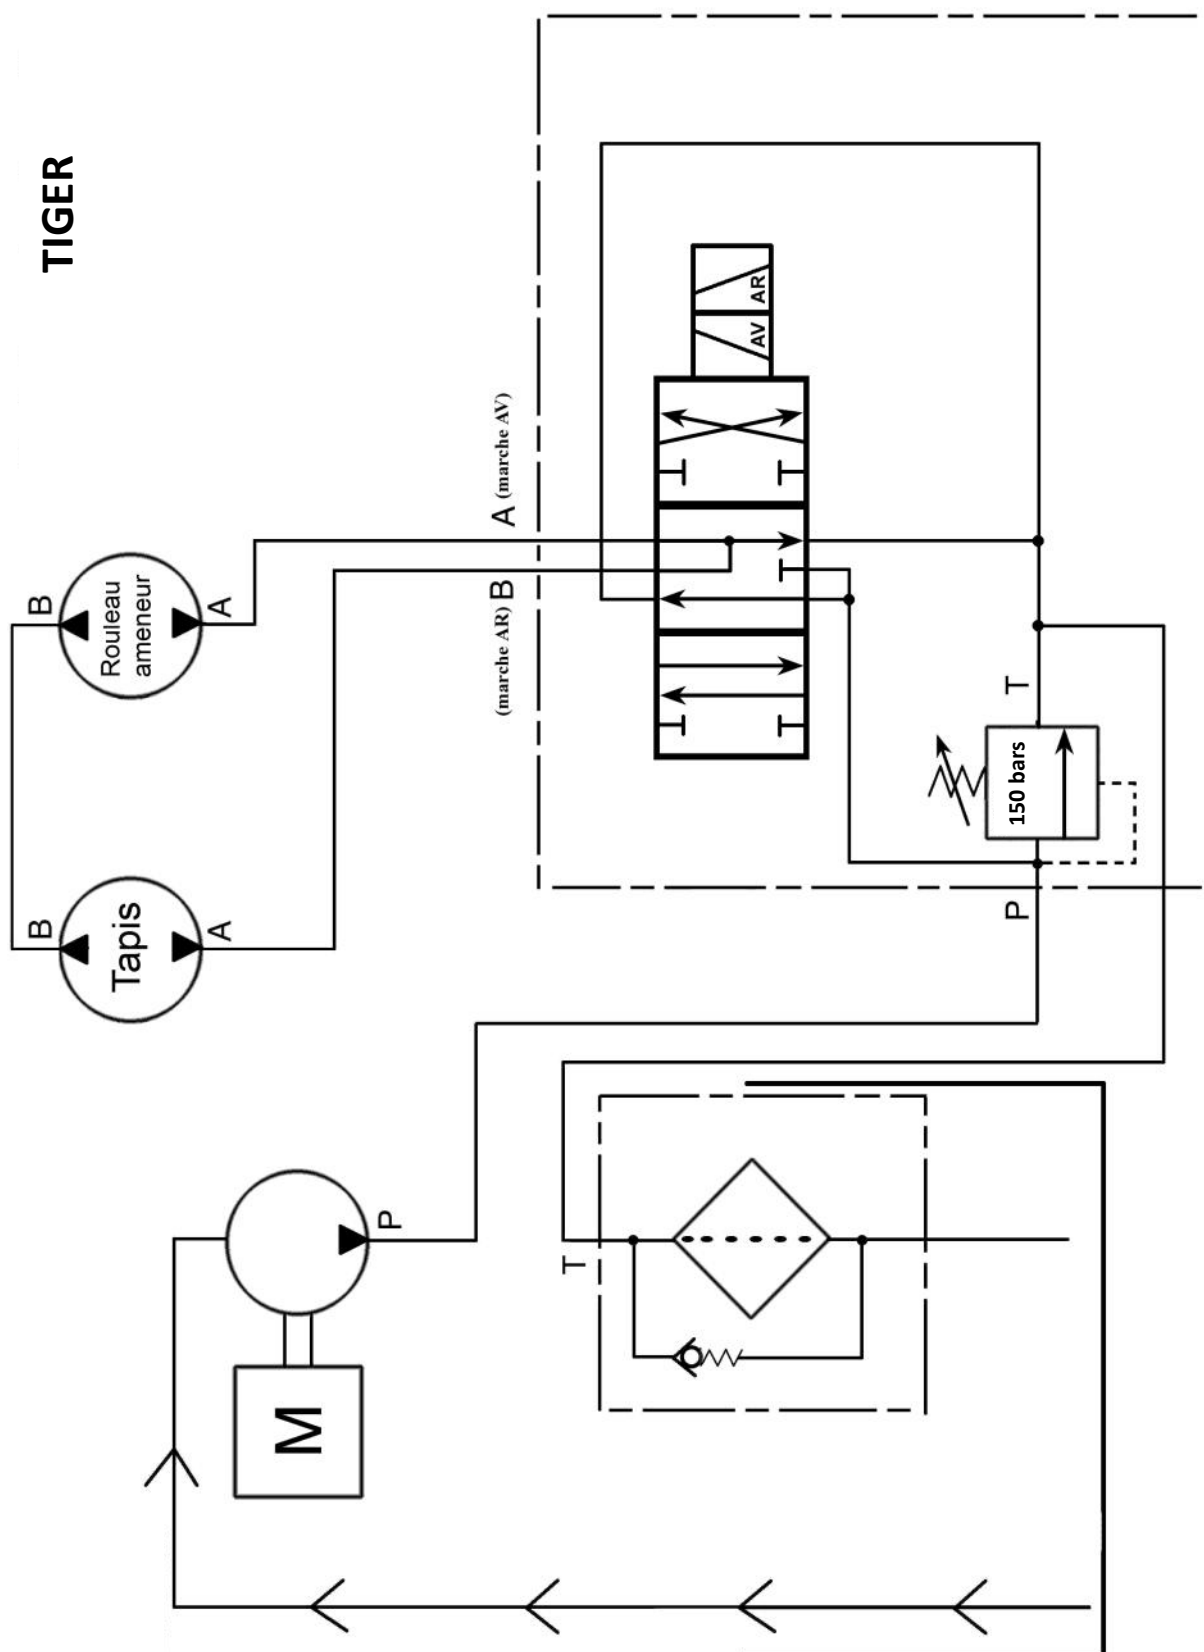 TIGER
B
Rouleau
ameneur
A
B
Tapis
A
A (marche AV)
(marche AR) B
AV
AR
T
150 bars
P
P
M
T